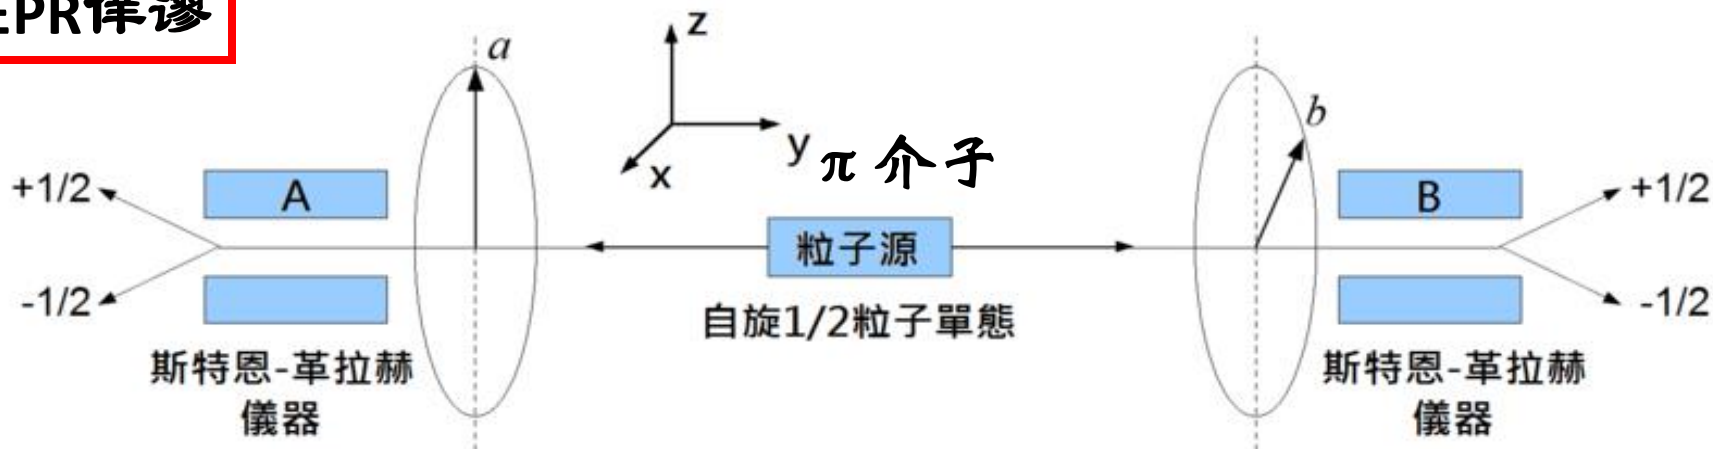 EPR佯謬
a
z
y
x
π 介子
b
+1/2
-1/2
A
粒子源
自旋1/2粒子單態
B
+1/2
-1/2
斯特恩-革拉赫
儀器
斯特恩-革拉赫
儀器